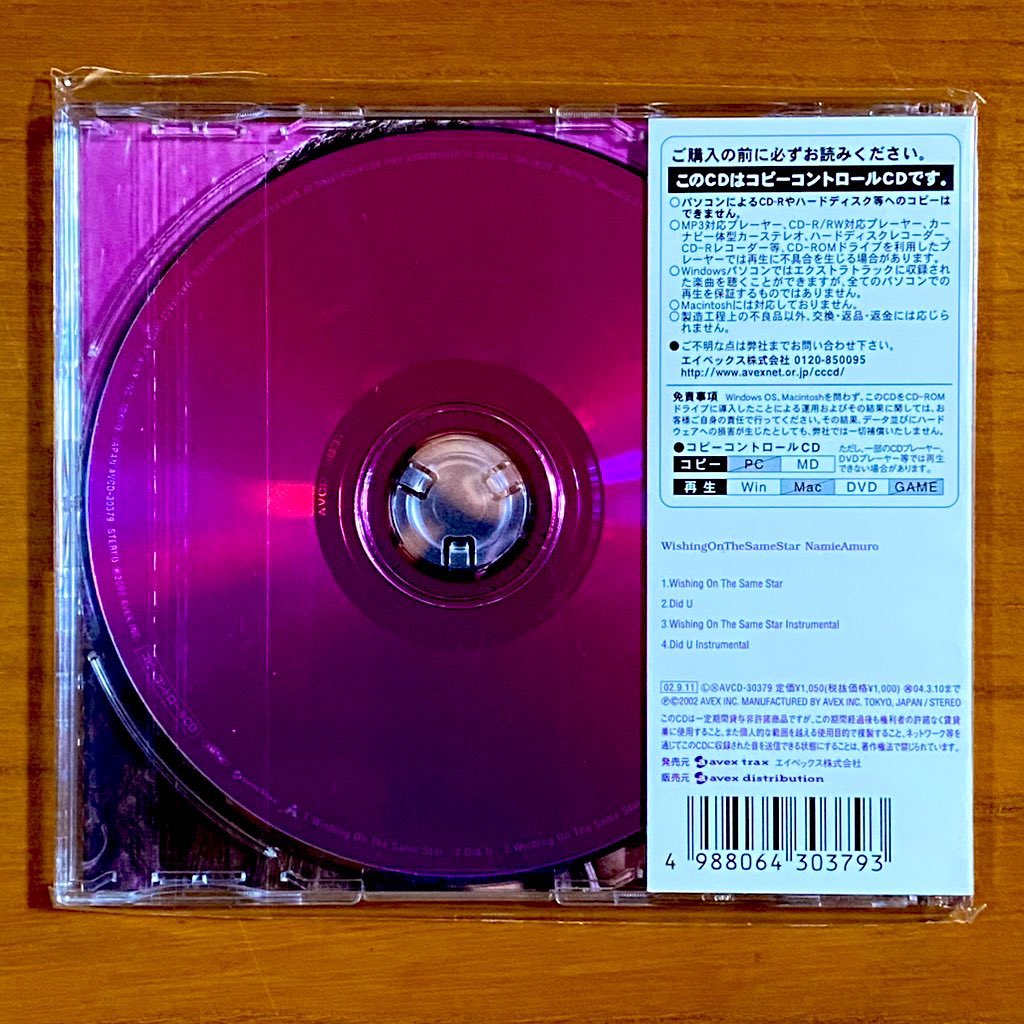 ご購入の前に必ずお読みください。
このCDはコピーコントロールCDです。
○パソコンによるCD-Rやハードディスク等へのコピーは
できません。
○MP3対応プレーヤー、CD-R/RW対応プレーヤー、カー
ナビ一体型カーステレオ、ハードディスクレコーダー、
CD-Rレコーダー等、CD-ROMドライブを利用したプ
レーヤーでは再生に不具合を生じる場合があります。
○Windowsパソコンではエクストラトラックに収録され
た楽曲を聴くことができますが、全てのパソコンでの
再生を保証するものではありません。
○Macintoshには対応しておりません。
○製造工程上の不良品以外、交換・返品・返金には応じら
れません。
●ご不明な点は弊社までお問い合わせ下さい。
エイベックス株式会社 0120-850095
http://www.avexnet.or.jp/cccd/
免責事項 Windows OS, Macintoshを問わず、このCDをCD-ROM
ドライブに導入したことによる運用およびその結果に関しては、お
客様ご自身の責任で行ってください。その結果、データ並びにハード
ウェアへの損害が生じたとしても、弊社では一切補償いたしません。
●コピーコントロールCD
ただし、一部のCDプレーヤー、
DVDプレーヤー等では再生
できない場合があります。
コピー PC MD
再生 Win Mac DVD GAME
WishingOnTheSameStar NamieAmuro
1.Wishing On The Same Star
2.Did U
3.Wishing On The Same Star Instrumental
4.Did U Instrumental
02.9.11 ⓁⓍAVCD-30379 定価¥1,050(税抜価格¥1,000) 04.3.10まで
ⓅⒸ2002 AVEX INC. MANUFACTURED BY AVEX INC. TOKYO, JAPAN / STEREO
このCDは一定期間貸与非許諾商品ですが、この期間経過後も権利者の許諾なく賃貸
業に使用すること、また個人的な範囲を越える使用目的で複製すること、ネットワーク等を
通じてこのCDに収録された音を送信できる状態にすることは、著作権法で禁じられています。
発売元 avex trax エイベックス株式会社
販売元 avex distribution
4 988064 303793
JAPAN AVCD-30379 STEREO 2002 AVEX INC.
コピーコントロールCD
1 Wishing On The Same Star 2 Did U 3 Wishing On The Same Sta
AVCD